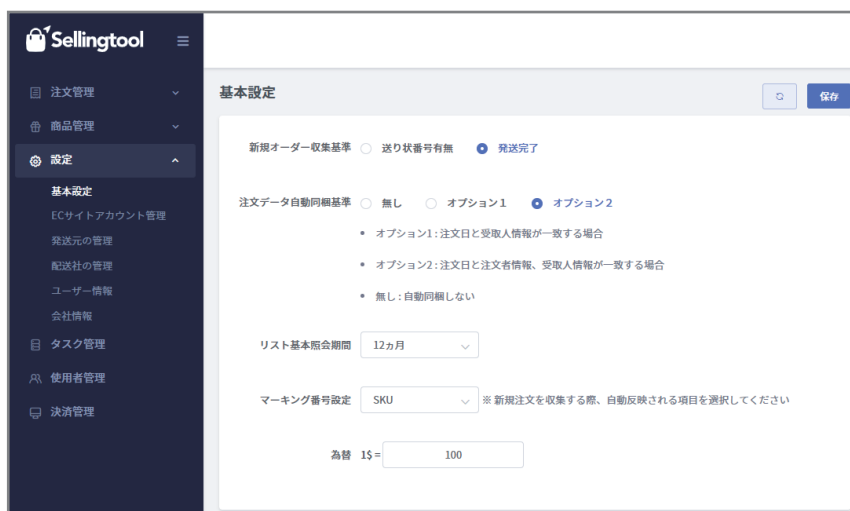 Sellingtool
注文管理
商品管理
設定
基本設定
ECサイトアカウント管理
発送元の管理
配送社の管理
ユーザー情報
会社情報
タスク管理
使用者管理
決済管理
基本設定
保存
新規オーダー収集基準 送り状番号有無 発送完了
注文データ自動同梱基準 無し オプション１ オプション２
• オプション1 : 注文日と受取人情報が一致する場合
• オプション2 : 注文日と注文者情報、受取人情報が一致する場合
• 無し : 自動同梱しない
リスト基本照会期間 12ヵ月
マーキング番号設定 SKU ※ 新規注文を収集する際、自動反映される項目を選択してください
為替 1$ = 100